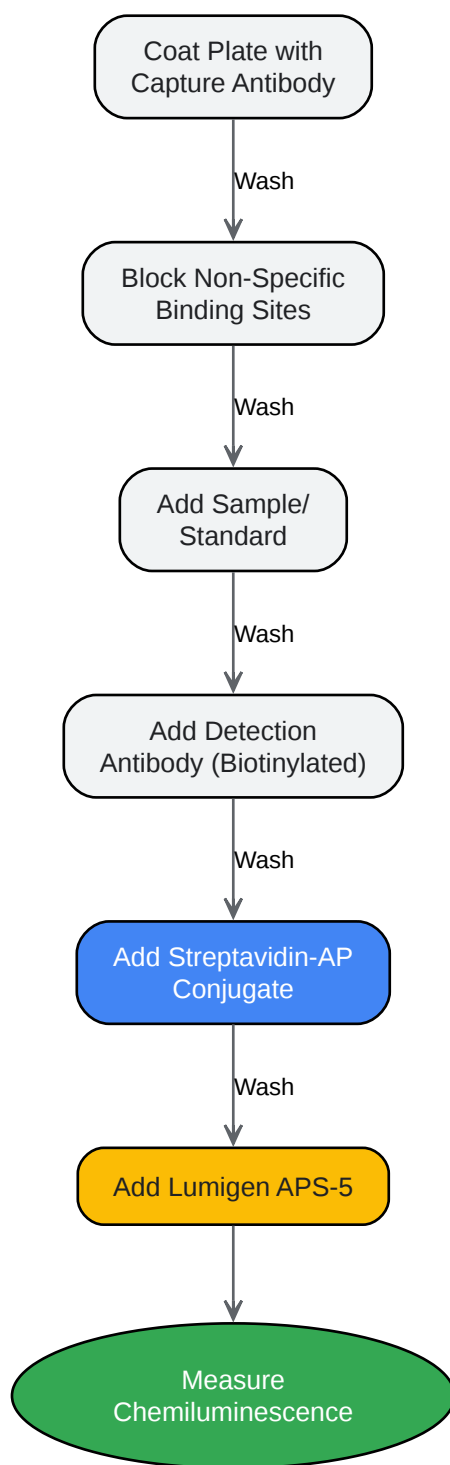 Coat Plate with
Capture Antibody
Wash
Block Non-Specific
Binding Sites
Wash
Add Sample/
Standard
Wash
Add Detection
Antibody (Biotinylated)
Wash
Add Streptavidin-AP
Conjugate
Wash
Add Lumigen APS-5
Measure
Chemiluminescence